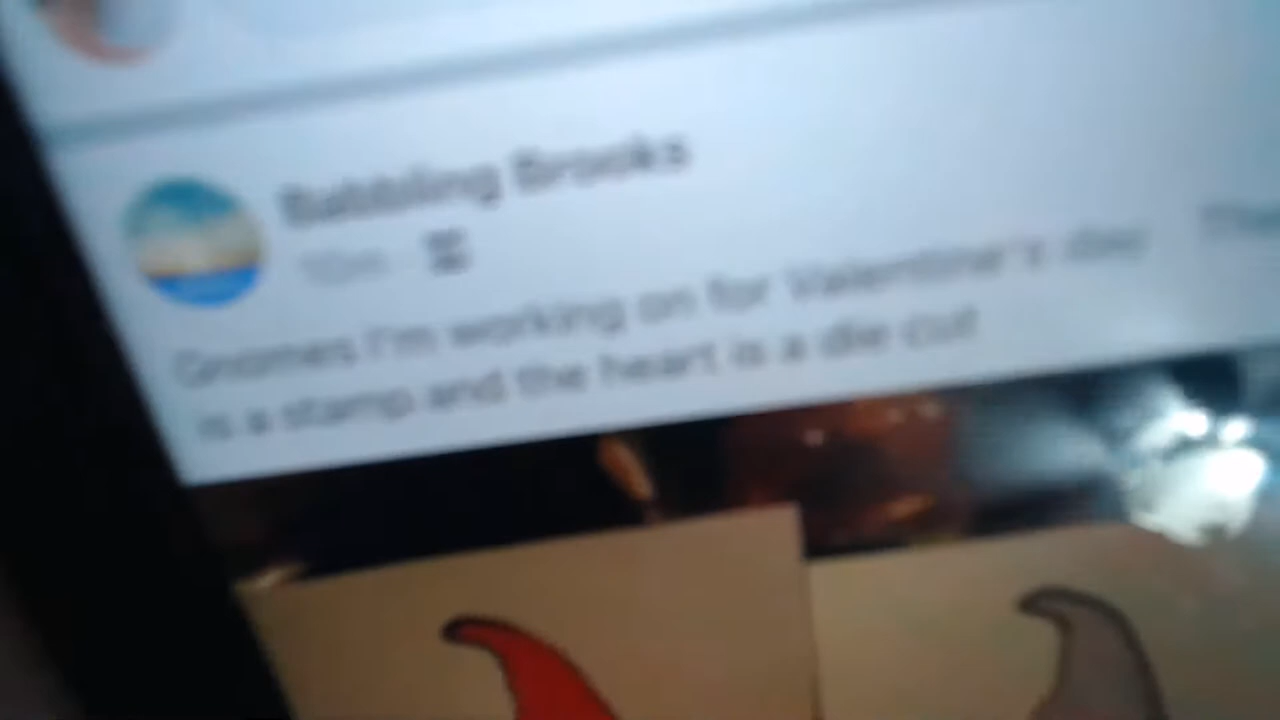 Babbling Brooks
Gnomes I'm working on for Valentine's day
is a stamp and the heart is a die cut